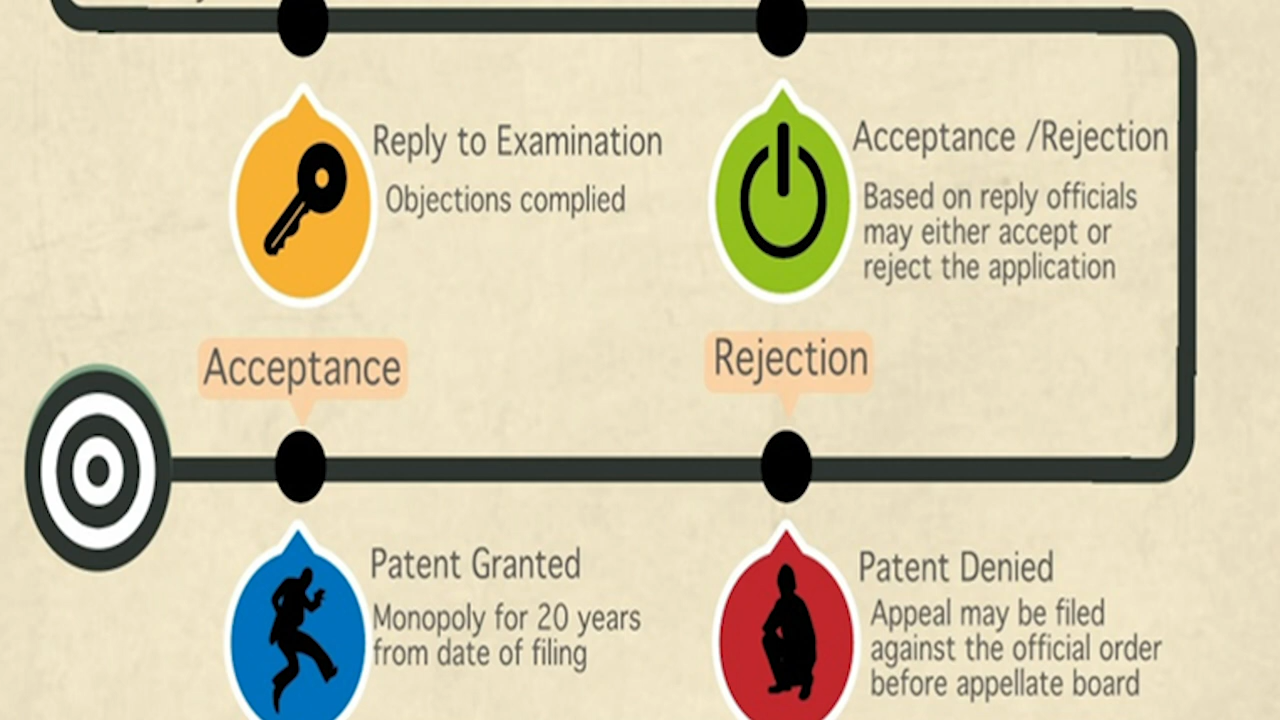 Reply to Examination
Objections complied
Acceptance /Rejection
Based on reply officials
may either accept or
reject the application
Acceptance
Rejection
Patent Granted
Monopoly for 20 years
from date of filing
Patent Denied
Appeal may be filed
against the official order
before appellate board